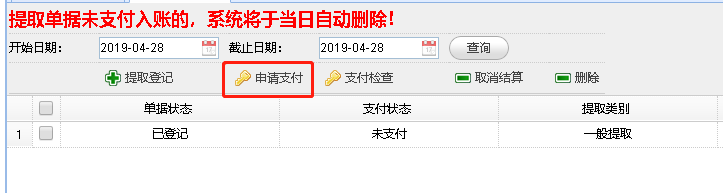 提取单据未支付入账的，系统将于当日自动删除！
开始日期： 2019-04-28 截止日期： 2019-04-28 查询
提取登记 申请支付 支付检查 取消结算 删除
单据状态 支付状态 提取类别
1 已登记 未支付 一般提取